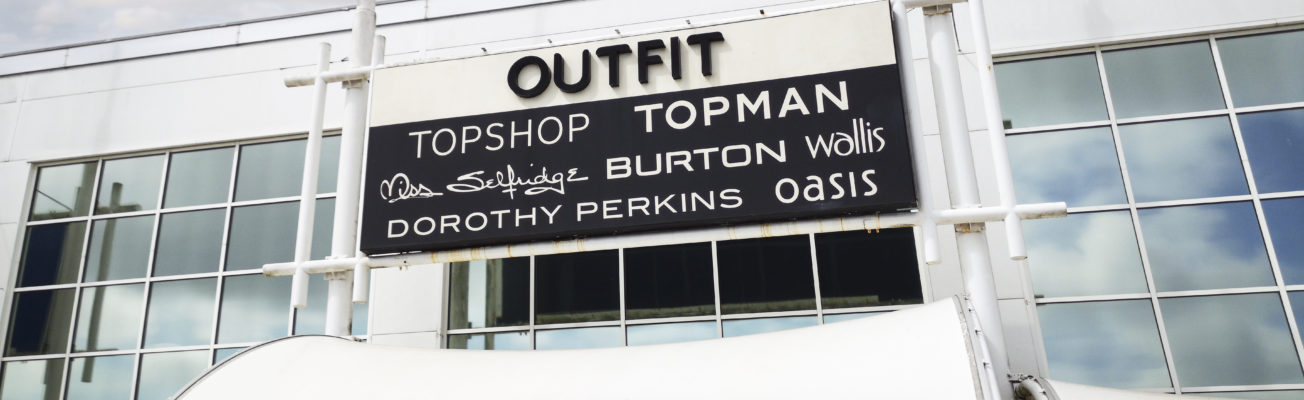 OUTFIT
TOPSHOP TOPMAN
Miss Selfridge BURTON wallis
DOROTHY PERKINS oasis